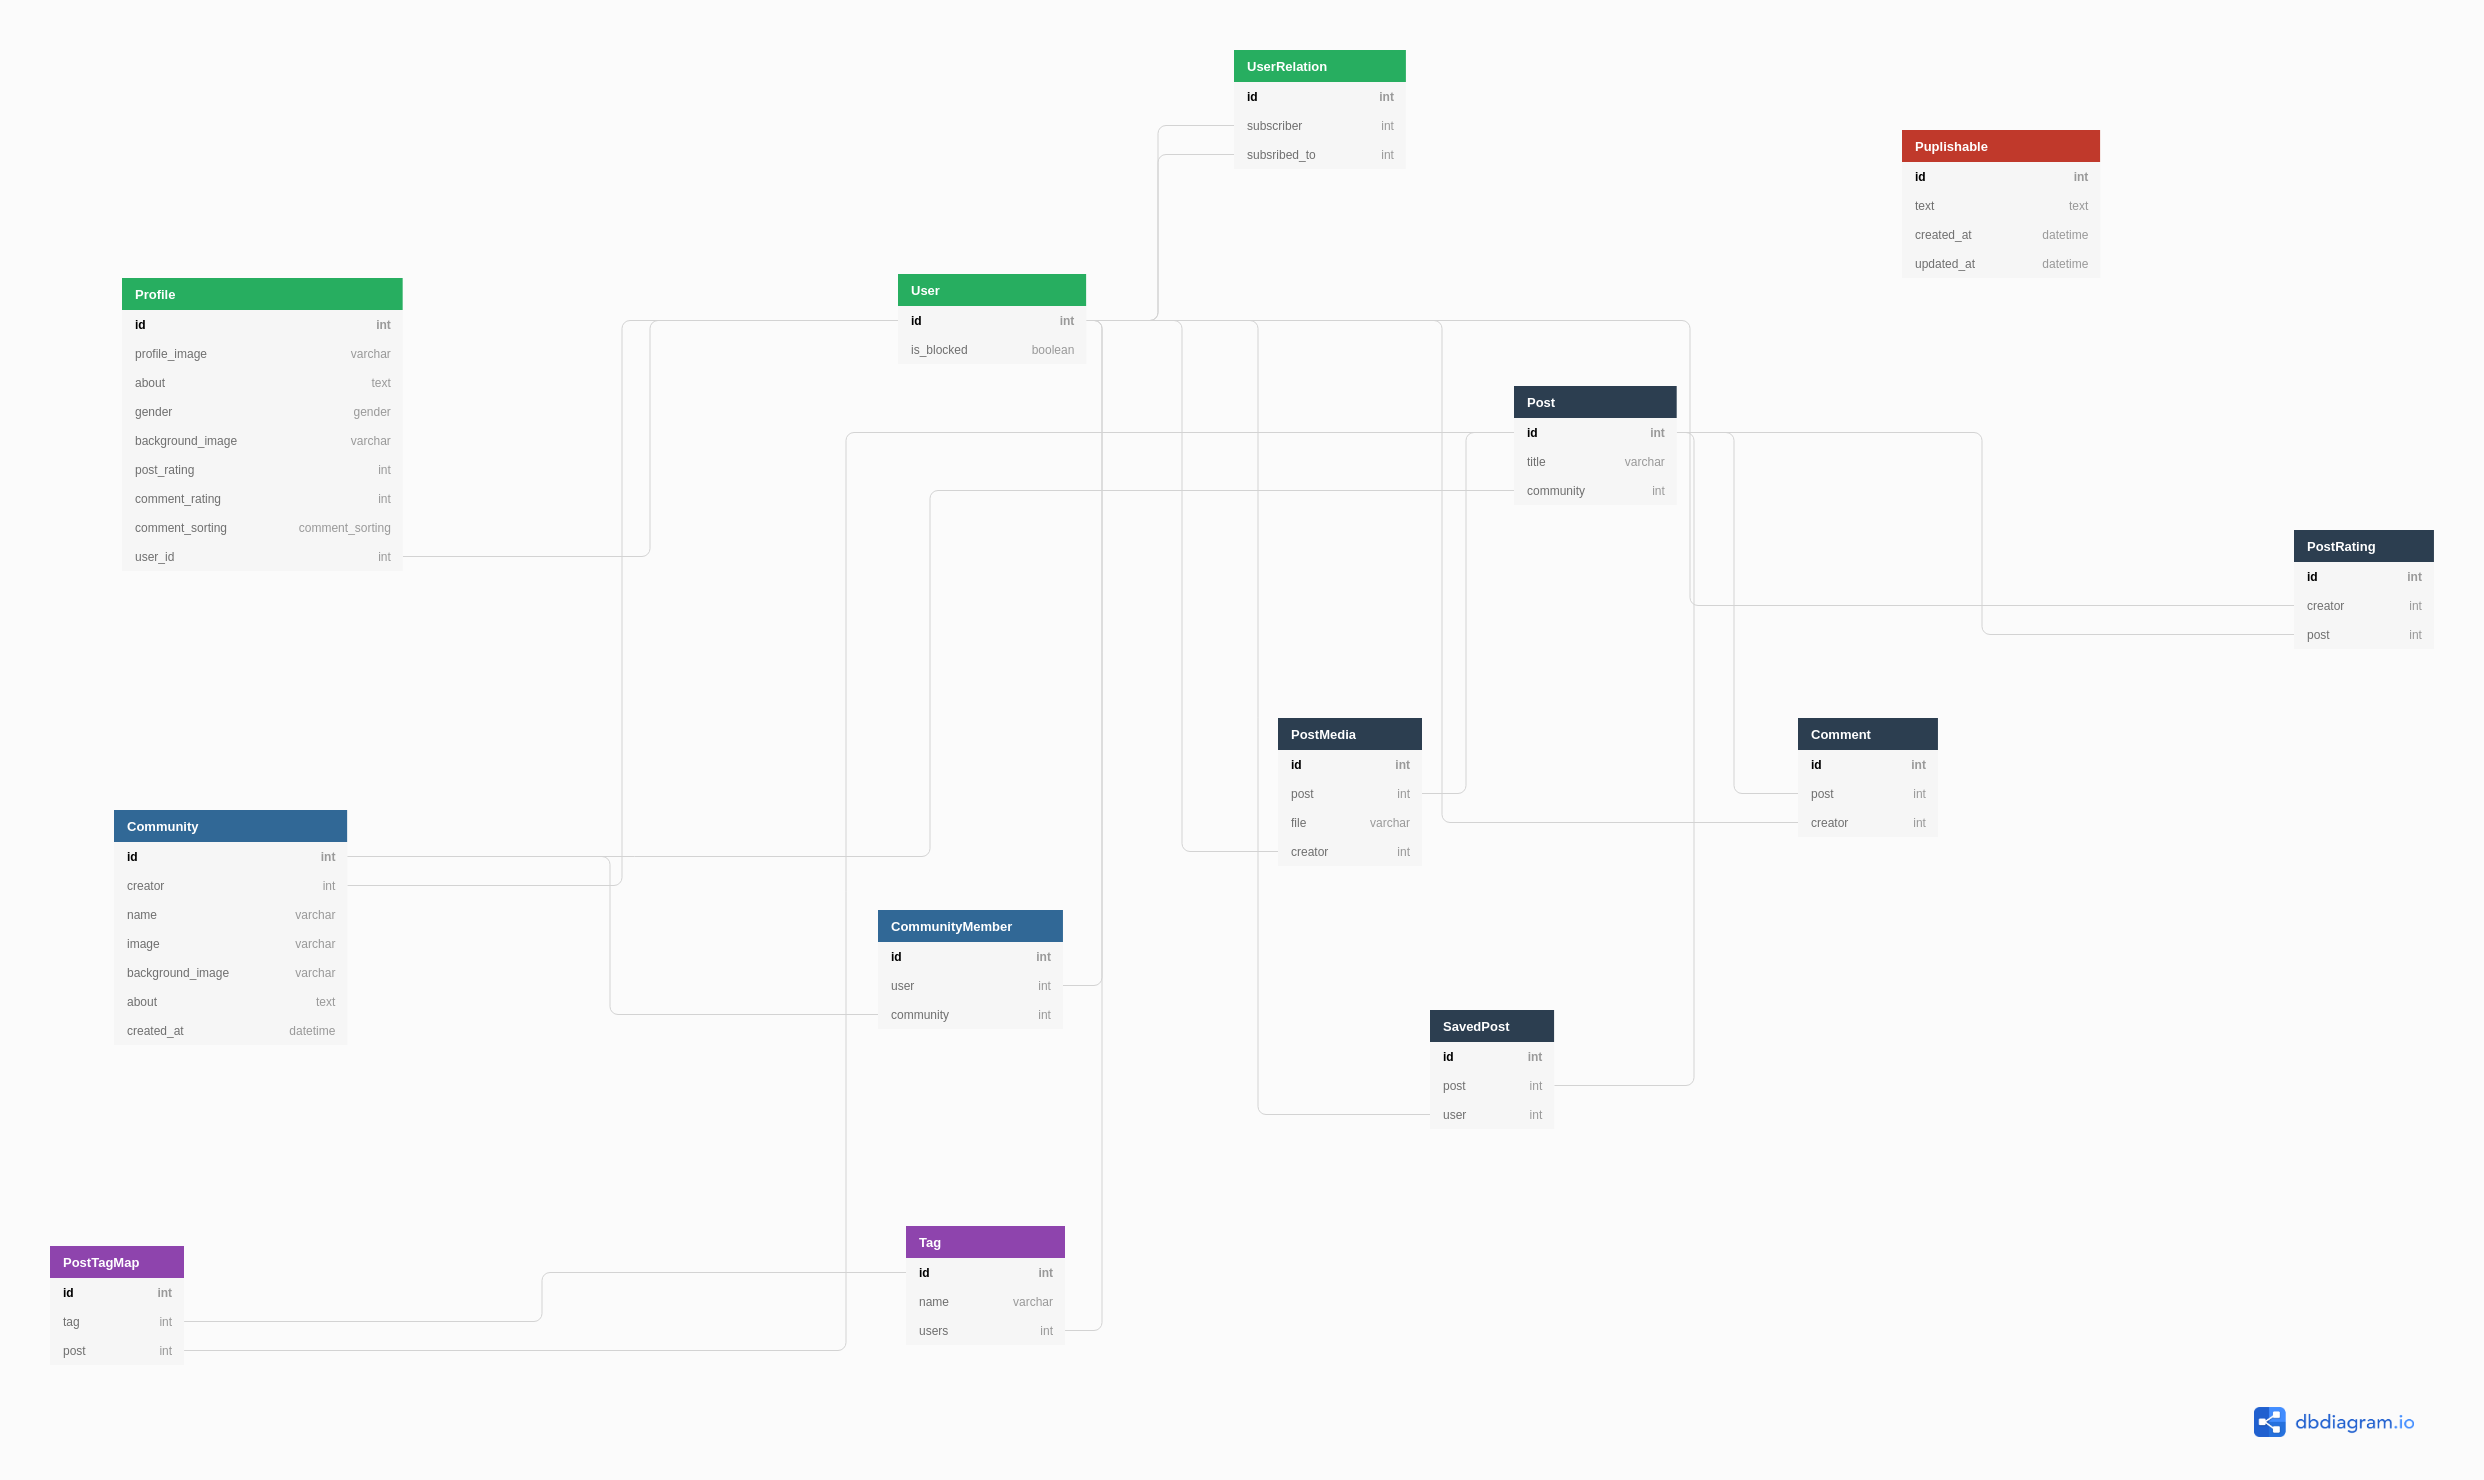 UserRelation
id int
subscriber int
subsribed_to int
Puplishable
id int
text text
created_at datetime
updated_at datetime
Profile
id int
profile_image varchar
about text
gender gender
background_image varchar
post_rating int
comment_rating int
comment_sorting comment_sorting
user_id int
User
id int
is_blocked boolean
Post
id int
title varchar
community int
PostRating
id int
creator int
post int
PostMedia
id int
post int
file varchar
creator int
Comment
id int
post int
creator int
Community
id int
creator int
name varchar
image varchar
background_image varchar
about text
created_at datetime
CommunityMember
id int
user int
community int
SavedPost
id int
post int
user int
PostTagMap
id int
tag int
post int
Tag
id int
name varchar
users int
dbdiagram.io